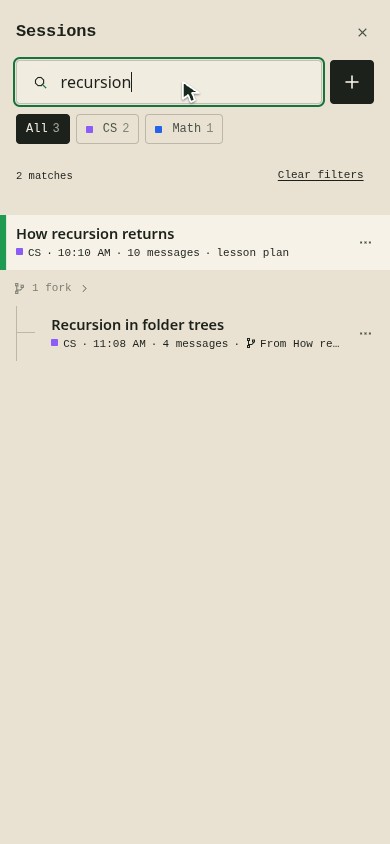 Sessions
recursion
All 3 CS 2 Math 1
2 matches Clear filters
How recursion returns
CS · 10:10 AM · 10 messages · lesson plan
1 fork
Recursion in folder trees
CS · 11:08 AM · 4 messages · From How re…